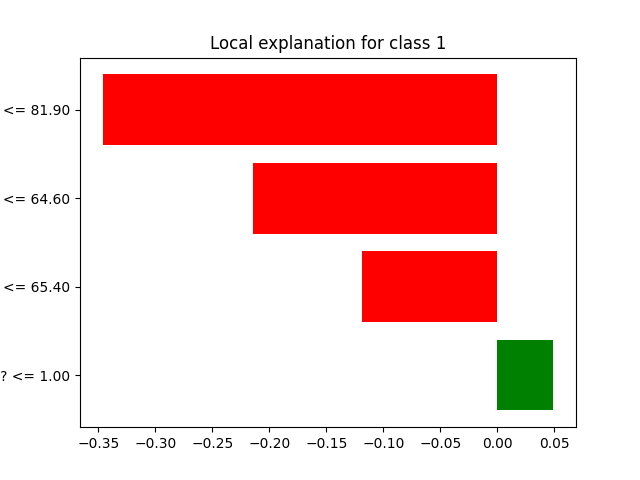 Local explanation for class 1
<= 81.90
<= 64.60
<= 65.40
? <= 1.00
−0.35 −0.30 −0.25 −0.20 −0.15 −0.10 −0.05 0.00 0.05